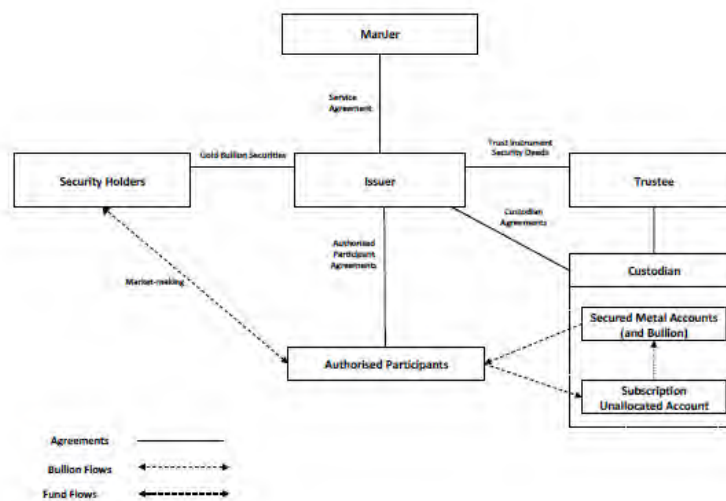 ManJer
Service
Agreement
Gold Bullion Securities
Trust Instrument
Security Deeds
Security Holders
Issuer
Trustee
Custodian
Agreements
Authorised
Participant
Agreements
Custodian
Market-making
Secured Metal Accounts
(and Bullion)
Authorised Participants
Subscription
Unallocated Account
Agreements
Bullion Flows
Fund Flows